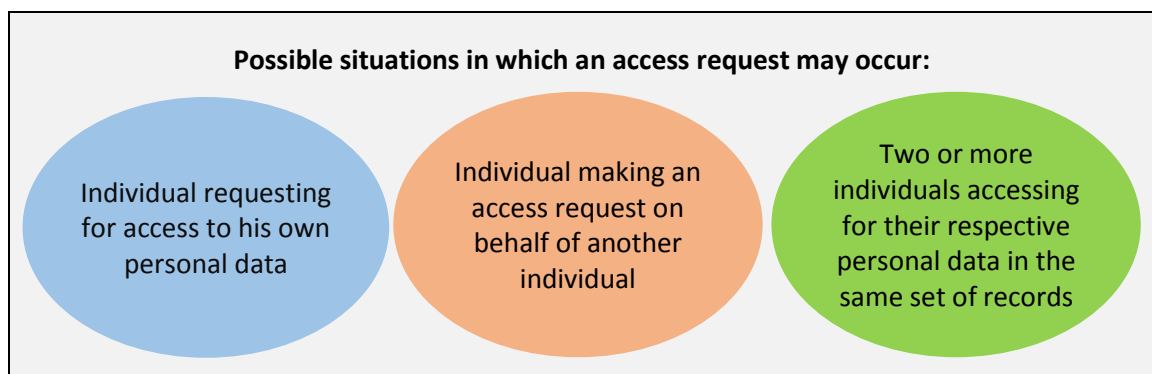 Possible situations in which an access request may occur:
Individual requesting
for access to his own
personal data
Individual making an
access request on
behalf of another
individual
Two or more
individuals accessing
for their respective
personal data in the
same set of records